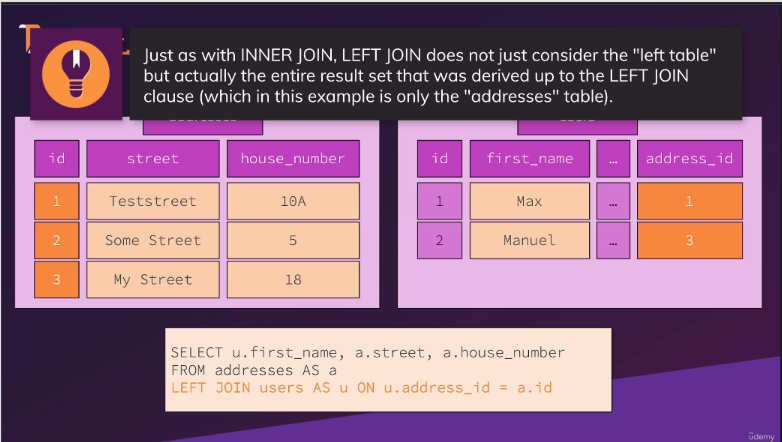 Just as with INNER JOIN, LEFT JOIN does not just consider the "left table"
but actually the entire result set that was derived up to the LEFT JOIN
clause (which in this example is only the "addresses" table).
id street house_number
1 Teststreet 10A
2 Some Street 5
3 My Street 18
id first_name … address_id
1 Max … 1
2 Manuel … 3
SELECT u.first_name, a.street, a.house_number
FROM addresses AS a
LEFT JOIN users AS u ON u.address_id = a.id
ûdemy